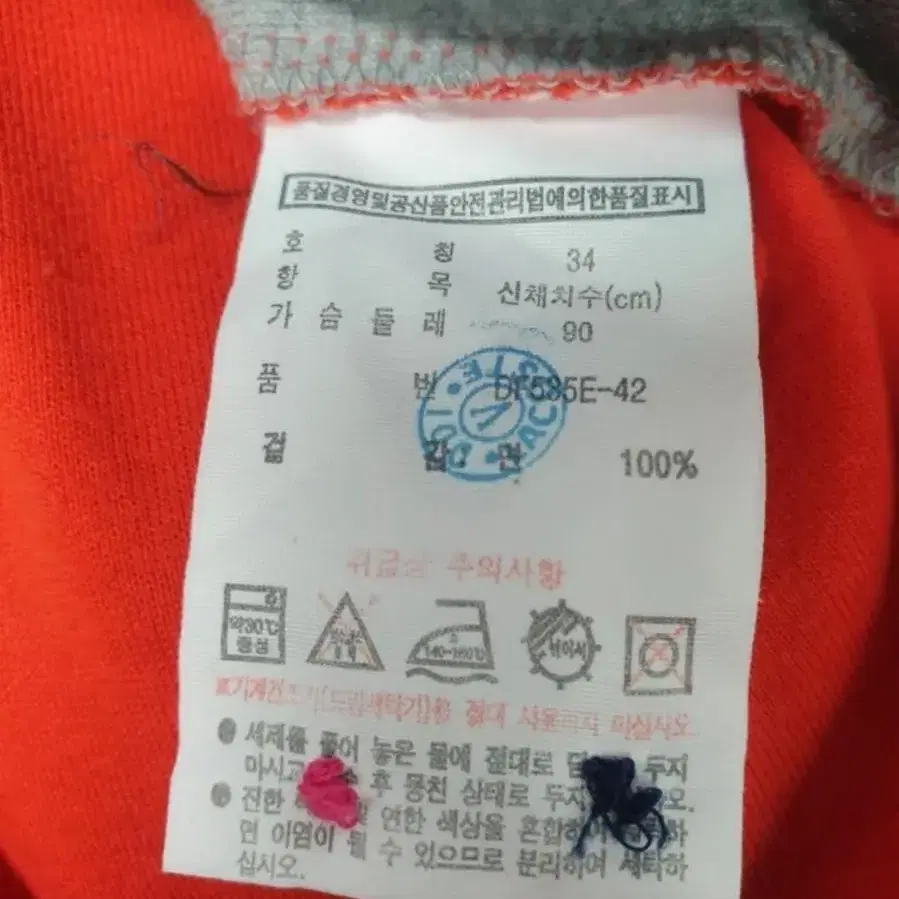 품질경영및공산품안전관리법에의한품질표시
호 칭 34
항 목 신체치수(cm)
가 슴 둘 레 90
품 번 DF585E-42
겉 감: 면 100%
취급상 주의사항
약30℃
중성
140~160℃
드라이
※기계건조기(드럼세탁기)를 절대 사용하지 마십시오
● 세제를 풀어 놓은 물에 절대로 두지
마시고 후 뭉친 상태로 두지
● 진한 연한 색상을 혼합하여
면 이염이 될 수 있으므로 분리하여 세탁하
십시오.